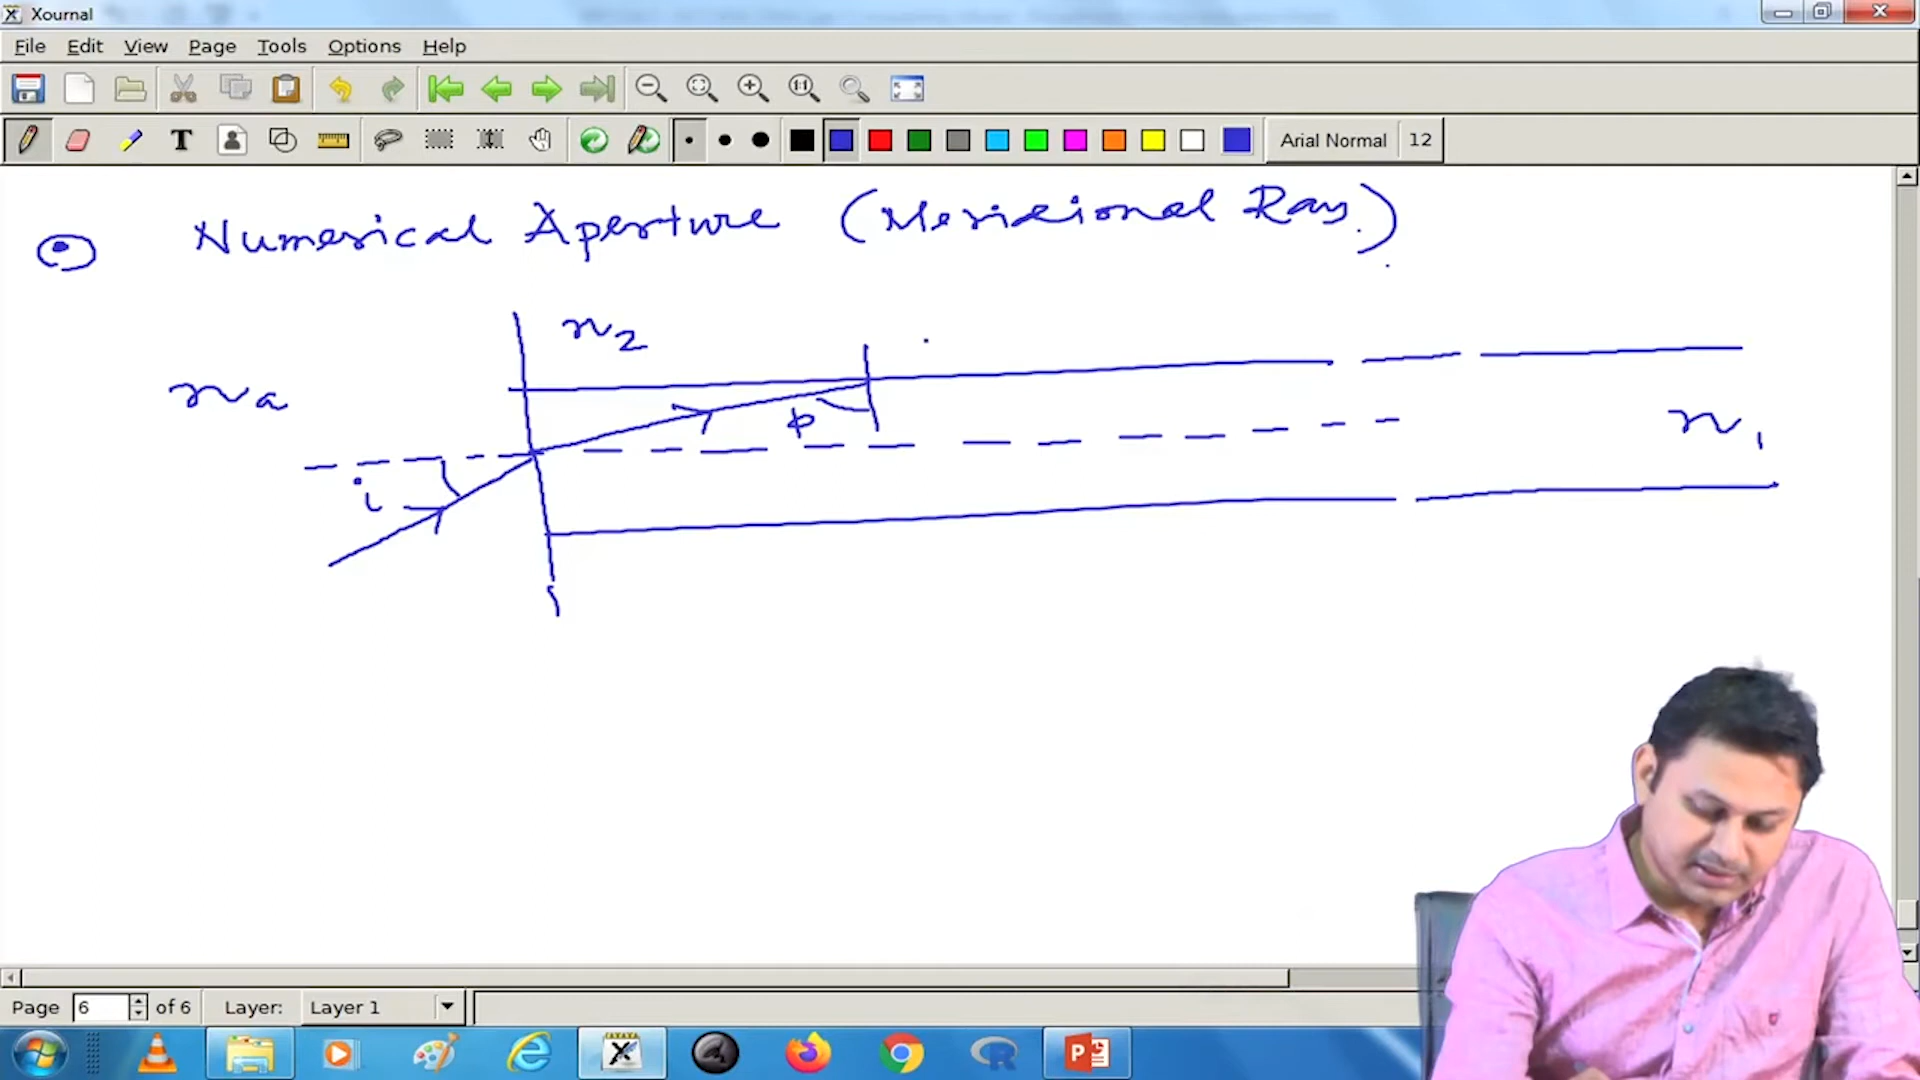 Xournal
File Edit View Page Tools Options Help
Arial Normal 12
Numerical Aperture (Meridional Ray.)
n2
na
ϕ
n1
i
Page 6 of 6 Layer: Layer 1